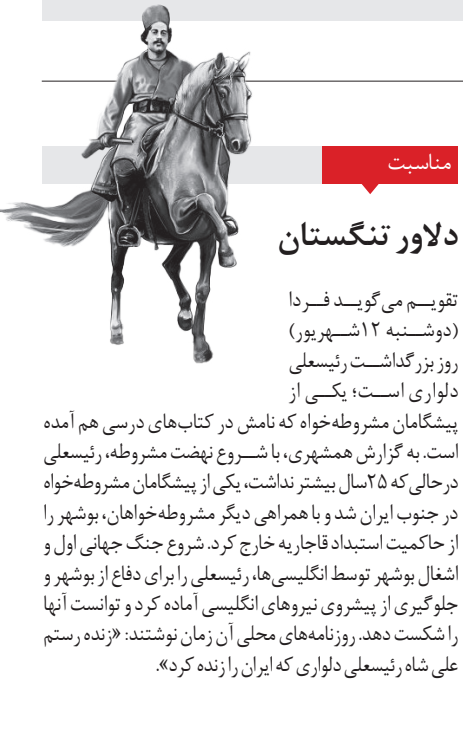 مناسبت
دلاور تنگستان
تقویم می‌گوید فردا
(دوشنبه ۱۲شهریور)
روز بزرگداشت رئیسعلی
دلواری است؛ یکی از
پیشگامان مشروطه‌خواه که نامش در کتاب‌های درسی هم آمده
است. به گزارش همشهری، با شروع نهضت مشروطه، رئیسعلی
درحالی‌که ۲۵سال بیشتر نداشت، یکی از پیشگامان مشروطه‌خواه
در جنوب ایران شد و با همراهی دیگر مشروطه‌خواهان، بوشهر را
از حاکمیت استبداد قاجاریه خارج کرد. شروع جنگ جهانی اول و
اشغال بوشهر توسط انگلیسی‌ها، رئیسعلی را برای دفاع از بوشهر و
جلوگیری از پیشروی نیروهای انگلیسی آماده کرد و توانست آنها
را شکست دهد. روزنامه‌های محلی آن زمان نوشتند: «زنده رستم
علی شاه رئیسعلی دلواری که ایران را زنده کرد».